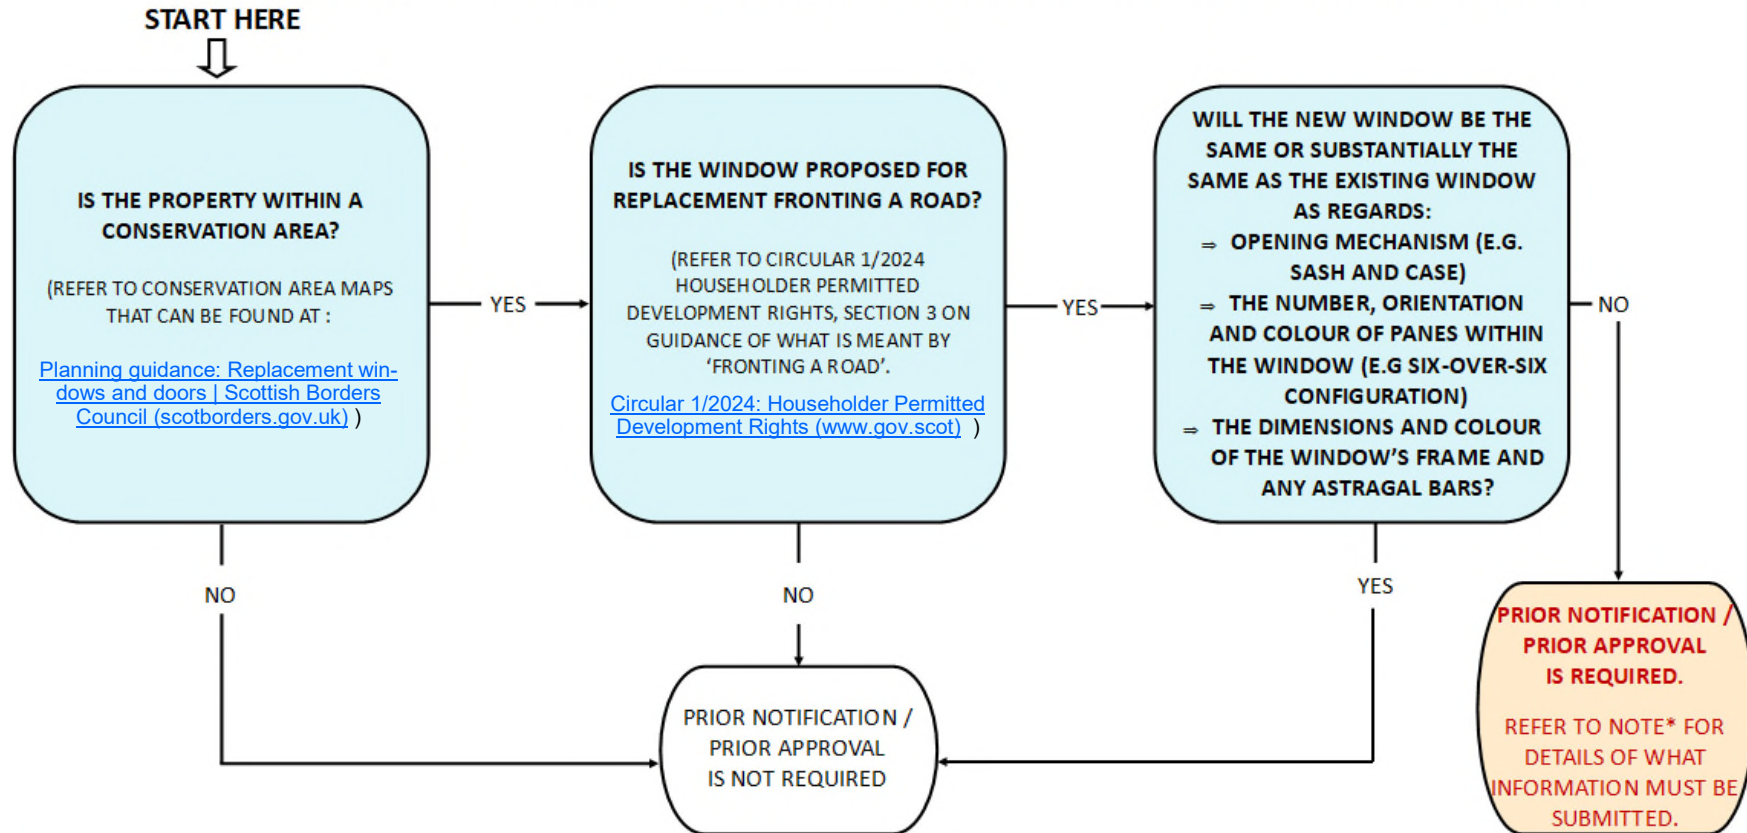 START HERE
IS THE PROPERTY WITHIN A
CONSERVATION AREA?
(REFER TO CONSERVATION AREA MAPS
THAT CAN BE FOUND AT :
Planning guidance: Replacement win-
dows and doors | Scottish Borders
Council (scotborders.gov.uk) )
YES
NO
IS THE WINDOW PROPOSED FOR
REPLACEMENT FRONTING A ROAD?
(REFER TO CIRCULAR 1/2024
HOUSEHOLDER PERMITTED
DEVELOPMENT RIGHTS, SECTION 3 ON
GUIDANCE OF WHAT IS MEANT BY
‘FRONTING A ROAD’.
Circular 1/2024: Householder Permitted
Development Rights (www.gov.scot) )
YES
NO
WILL THE NEW WINDOW BE THE
SAME OR SUBSTANTIALLY THE
SAME AS THE EXISTING WINDOW
AS REGARDS:
⇒ OPENING MECHANISM (E.G.
SASH AND CASE)
⇒ THE NUMBER, ORIENTATION
AND COLOUR OF PANES WITHIN
THE WINDOW (E.G SIX-OVER-SIX
CONFIGURATION)
⇒ THE DIMENSIONS AND COLOUR
OF THE WINDOW’S FRAME AND
ANY ASTRAGAL BARS?
NO
YES
PRIOR NOTIFICATION /
PRIOR APPROVAL
IS NOT REQUIRED
PRIOR NOTIFICATION /
PRIOR APPROVAL
IS REQUIRED.
REFER TO NOTE* FOR
DETAILS OF WHAT
INFORMATION MUST BE
SUBMITTED.